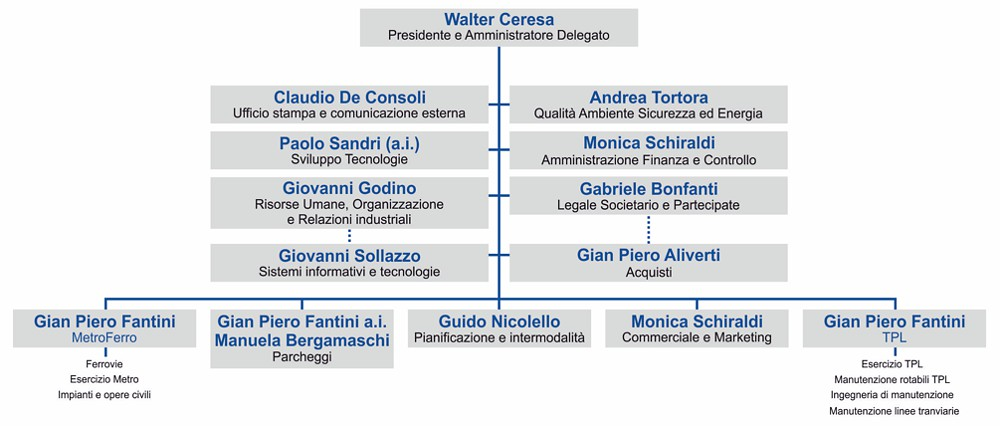 Walter Ceresa
Presidente e Amministratore Delegato
Claudio De Consoli
Ufficio stampa e comunicazione esterna
Andrea Tortora
Qualità Ambiente Sicurezza ed Energia
Paolo Sandri (a.i.)
Sviluppo Tecnologie
Monica Schiraldi
Amministrazione Finanza e Controllo
Giovanni Godino
Risorse Umane, Organizzazione
e Relazioni industriali
Gabriele Bonfanti
Legale Societario e Partecipate
Giovanni Sollazzo
Sistemi informativi e tecnologie
Gian Piero Aliverti
Acquisti
Gian Piero Fantini
MetroFerro
Ferrovie
Esercizio Metro
Impianti e opere civili
Gian Piero Fantini a.i.
Manuela Bergamaschi
Parcheggi
Guido Nicolello
Pianificazione e intermodalità
Monica Schiraldi
Commerciale e Marketing
Gian Piero Fantini
TPL
Esercizio TPL
Manutenzione rotabili TPL
Ingegneria di manutenzione
Manutenzione linee tranviarie